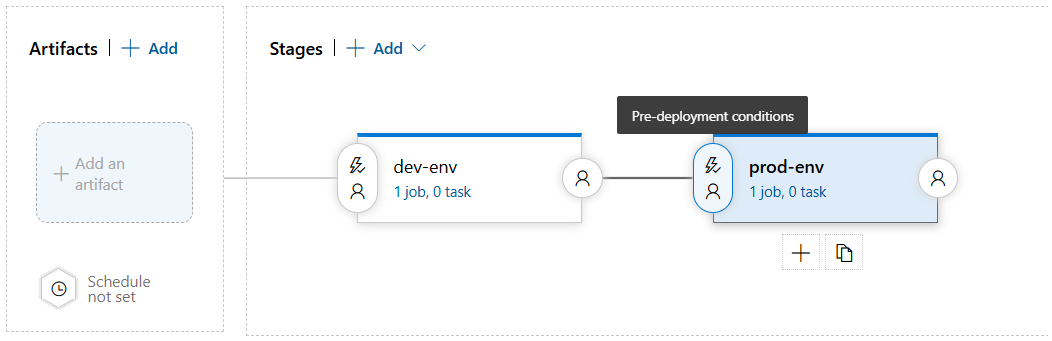 Artifacts | + Add
Add an
artifact
Schedule
not set
Stages | + Add
Pre-deployment conditions
dev-env
1 job, 0 task
prod-env
1 job, 0 task